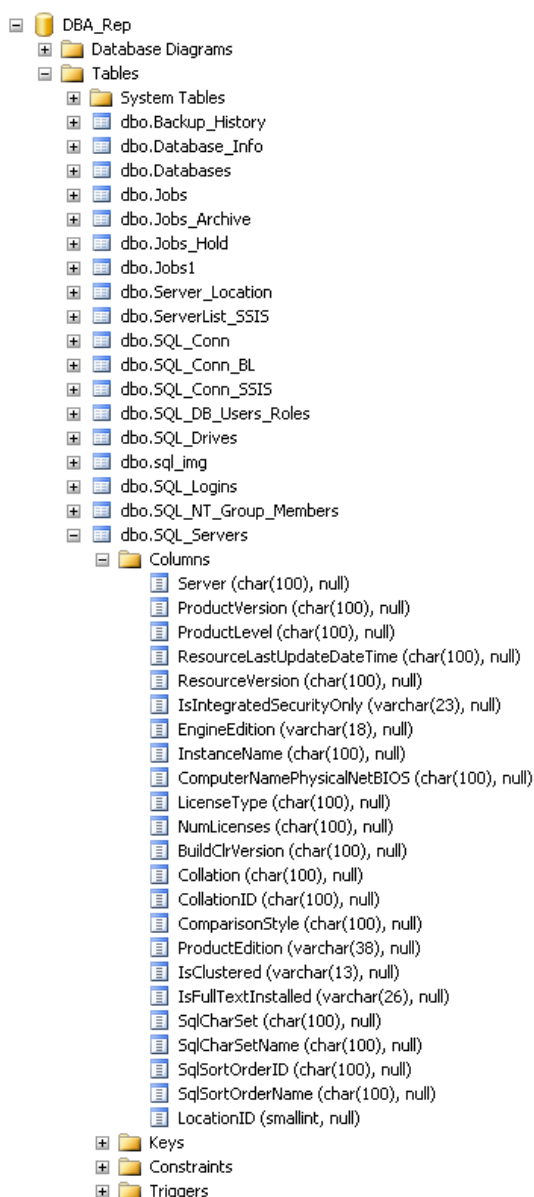 DBA_Rep
Database Diagrams
Tables
System Tables
dbo.Backup_History
dbo.Database_Info
dbo.Databases
dbo.Jobs
dbo.Jobs_Archive
dbo.Jobs_Hold
dbo.Jobs1
dbo.Server_Location
dbo.ServerList_SSIS
dbo.SQL_Conn
dbo.SQL_Conn_BL
dbo.SQL_Conn_SSIS
dbo.SQL_DB_Users_Roles
dbo.SQL_Drives
dbo.sql_img
dbo.SQL_Logins
dbo.SQL_NT_Group_Members
dbo.SQL_Servers
Columns
Server (char(100), null)
ProductVersion (char(100), null)
ProductLevel (char(100), null)
ResourceLastUpdateDateTime (char(100), null)
ResourceVersion (char(100), null)
IsIntegratedSecurityOnly (varchar(23), null)
EngineEdition (varchar(18), null)
InstanceName (char(100), null)
ComputerNamePhysicalNetBIOS (char(100), null)
LicenseType (char(100), null)
NumLicenses (char(100), null)
BuildClrVersion (char(100), null)
Collation (char(100), null)
CollationID (char(100), null)
ComparisonStyle (char(100), null)
ProductEdition (varchar(38), null)
IsClustered (varchar(13), null)
IsFullTextInstalled (varchar(26), null)
SqlCharSet (char(100), null)
SqlCharSetName (char(100), null)
SqlSortOrderID (char(100), null)
SqlSortOrderName (char(100), null)
LocationID (smallint, null)
Keys
Constraints
Triggers